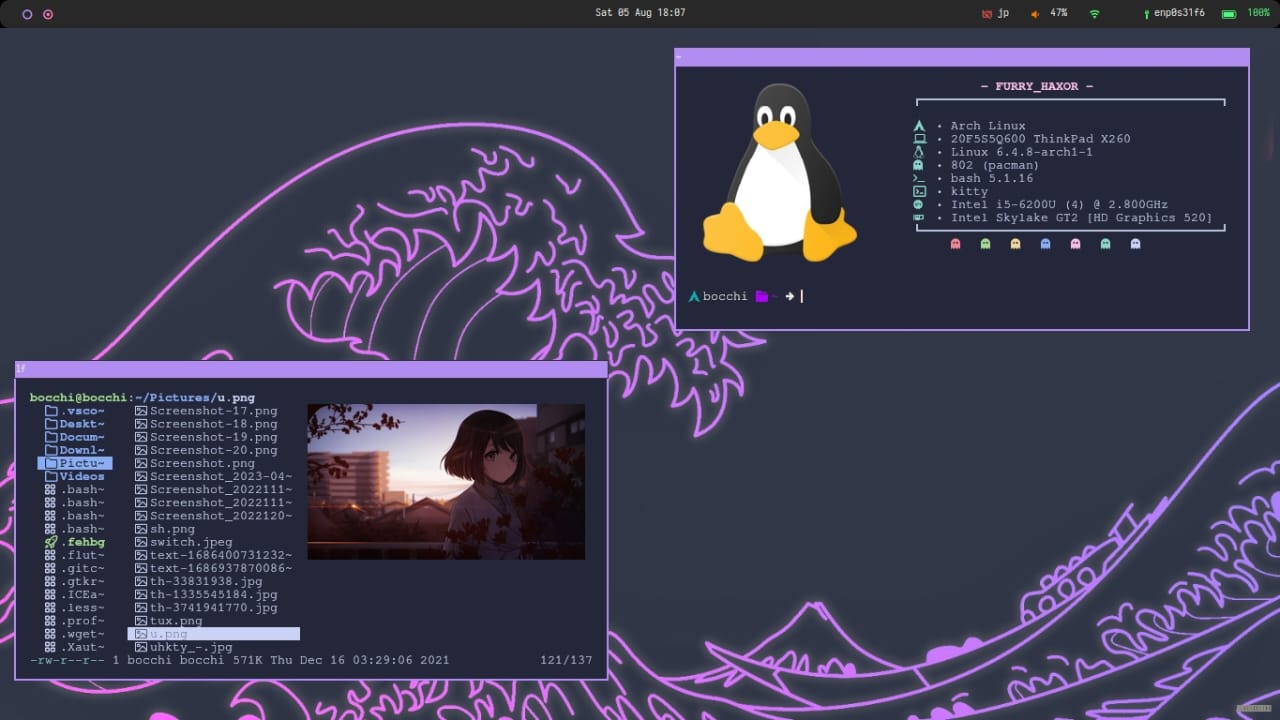 Sat 05 Aug 18:07
jp
47%
enp0s31f6
100%
~
- FURRY_HAXOR -
• Arch Linux
• 20F5S5Q600 ThinkPad X260
• Linux 6.4.8-arch1-1
• 802 (pacman)
• bash 5.1.16
• kitty
• Intel i5-6200U (4) @ 2.800GHz
• Intel Skylake GT2 [HD Graphics 520]
bocchi ~ ➜
lf
bocchi@bocchi:~/Pictures/u.png
.vsco~ Screenshot-17.png
Deskt~ Screenshot-18.png
Docum~ Screenshot-19.png
Downl~ Screenshot-20.png
Pictu~ Screenshot.png
Videos Screenshot_2023-04~
.bash~ Screenshot_2022111~
.bash~ Screenshot_2022111~
.bash~ Screenshot_2022120~
.bash~ sh.png
.fehbg switch.jpeg
.flut~ text-1686400731232~
.gitc~ text-1686937870086~
.gtkr~ th-33831938.jpg
.ICEa~ th-1335545184.jpg
.less~ th-3741941770.jpg
.prof~ tux.png
.wget~ u.png
.Xaut~ uhkty_-.jpg
-rw-r--r-- 1 bocchi bocchi 571K Thu Dec 16 03:29:06 2021 121/137